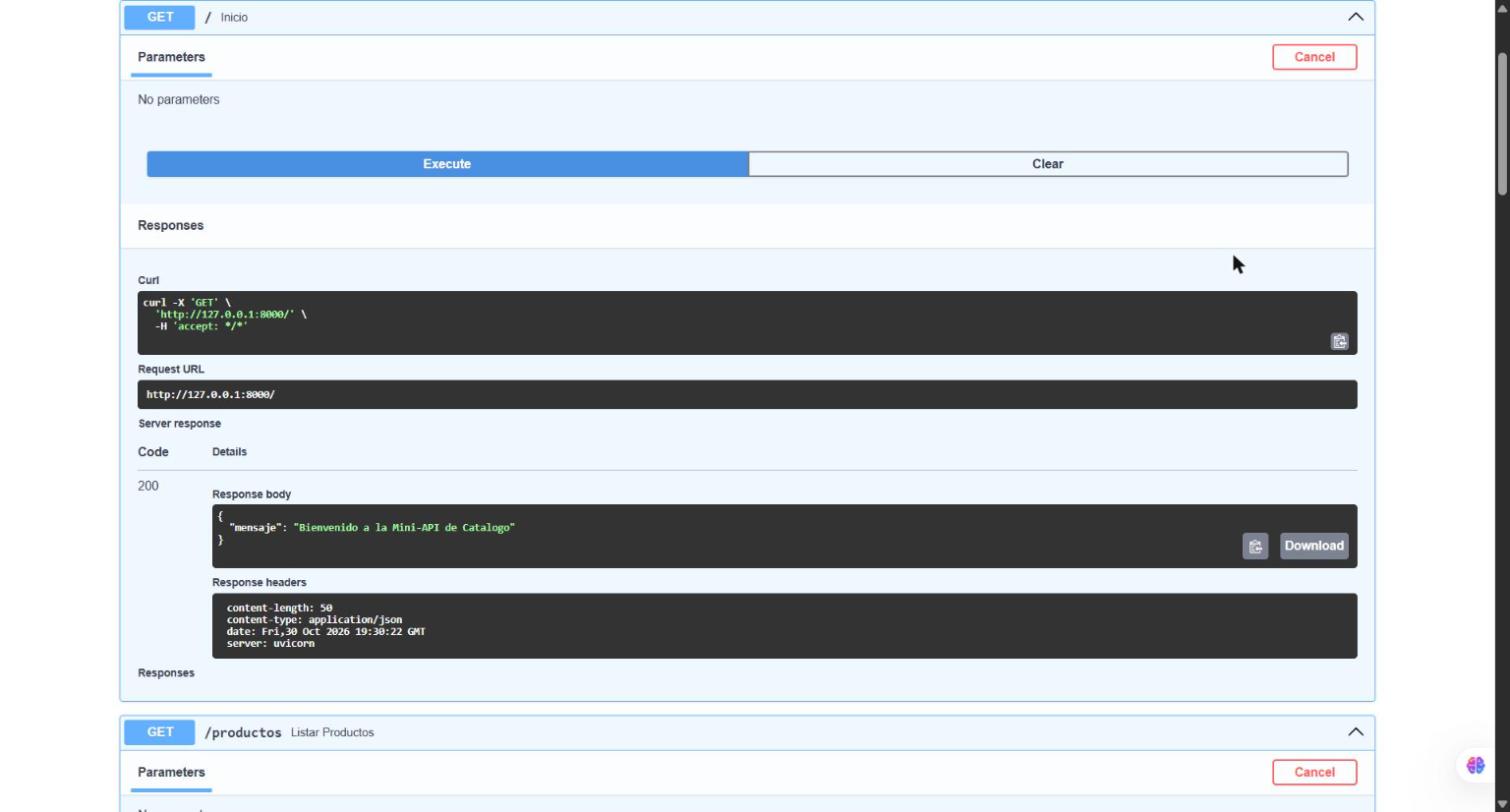 GET / Inicio
Parameters Cancel
No parameters
Execute Clear
Responses
Curl
curl -X 'GET' \
'http://127.0.0.1:8000/' \
-H 'accept: */*'
Request URL
http://127.0.0.1:8000/
Server response
Code Details
200
Response body
{
"mensaje": "Bienvenido a la Mini-API de Catalogo"
}
Download
Response headers
content-length: 50
content-type: application/json
date: Fri,30 Oct 2026 19:30:22 GMT
server: uvicorn
Responses
GET /productos Listar Productos
Parameters Cancel